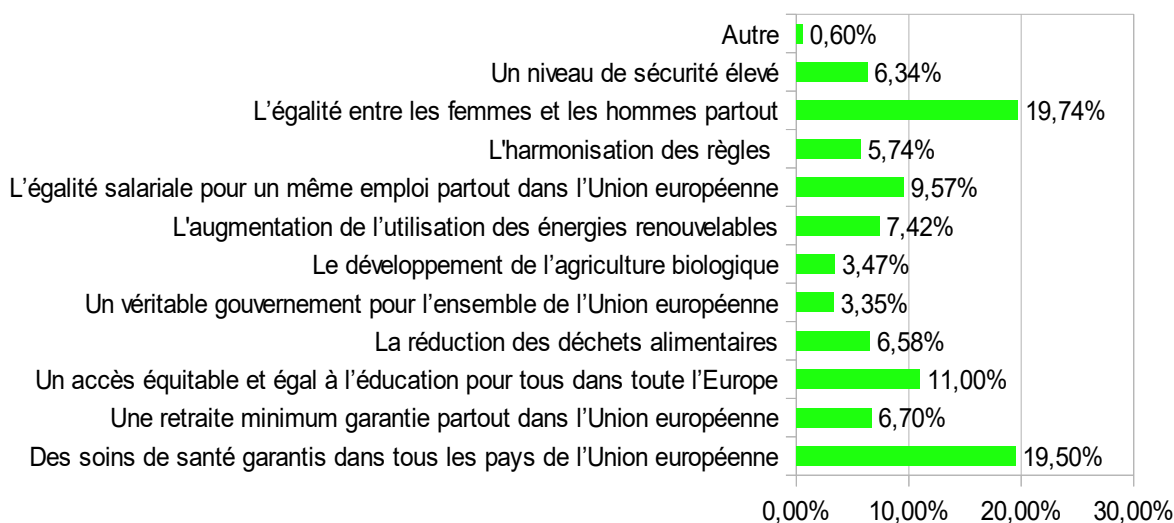 Autre 0,60%
Un niveau de sécurité élevé 6,34%
L’égalité entre les femmes et les hommes partout 19,74%
L'harmonisation des règles 5,74%
L’égalité salariale pour un même emploi partout dans l’Union européenne 9,57%
L'augmentation de l’utilisation des énergies renouvelables 7,42%
Le développement de l’agriculture biologique 3,47%
Un véritable gouvernement pour l’ensemble de l’Union européenne 3,35%
La réduction des déchets alimentaires 6,58%
Un accès équitable et égal à l’éducation pour tous dans toute l’Europe 11,00%
Une retraite minimum garantie partout dans l’Union européenne 6,70%
Des soins de santé garantis dans tous les pays de l’Union européenne 19,50%
0,00% 10,00% 20,00% 30,00%